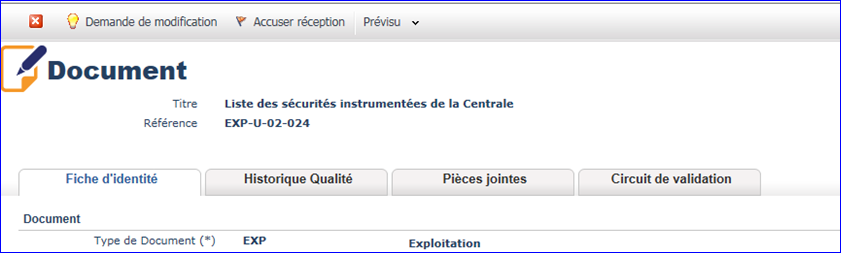 Demande de modification Accuser réception Prévisu
Document
Titre Liste des sécurités instrumentées de la Centrale
Référence EXP-U-02-024
Fiche d'identité Historique Qualité Pièces jointes Circuit de validation
Document
Type de Document (*) EXP Exploitation